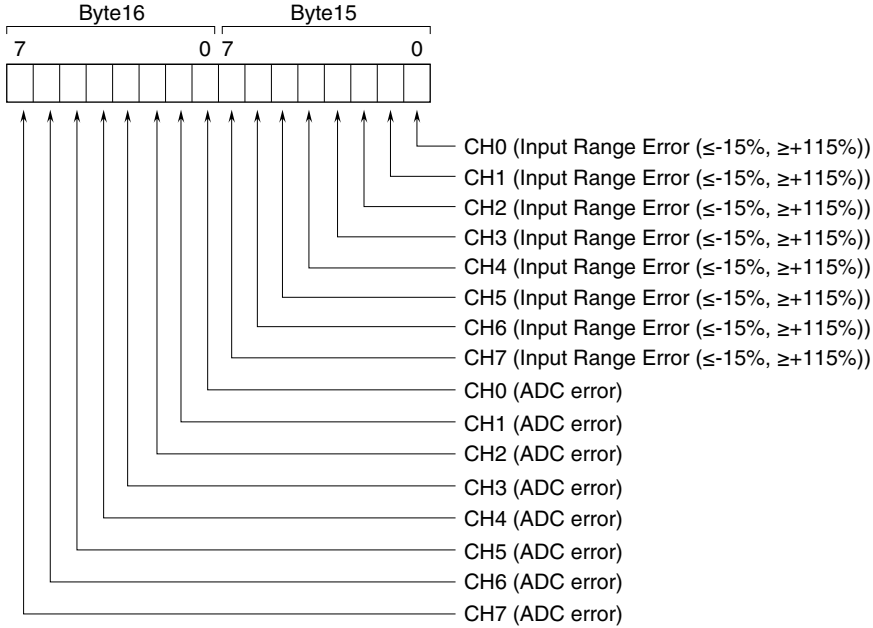 Byte16 Byte15
7 0 7 0
CH0 (Input Range Error (≤-15%, ≥+115%))
CH1 (Input Range Error (≤-15%, ≥+115%))
CH2 (Input Range Error (≤-15%, ≥+115%))
CH3 (Input Range Error (≤-15%, ≥+115%))
CH4 (Input Range Error (≤-15%, ≥+115%))
CH5 (Input Range Error (≤-15%, ≥+115%))
CH6 (Input Range Error (≤-15%, ≥+115%))
CH7 (Input Range Error (≤-15%, ≥+115%))
CH0 (ADC error)
CH1 (ADC error)
CH2 (ADC error)
CH3 (ADC error)
CH4 (ADC error)
CH5 (ADC error)
CH6 (ADC error)
CH7 (ADC error)